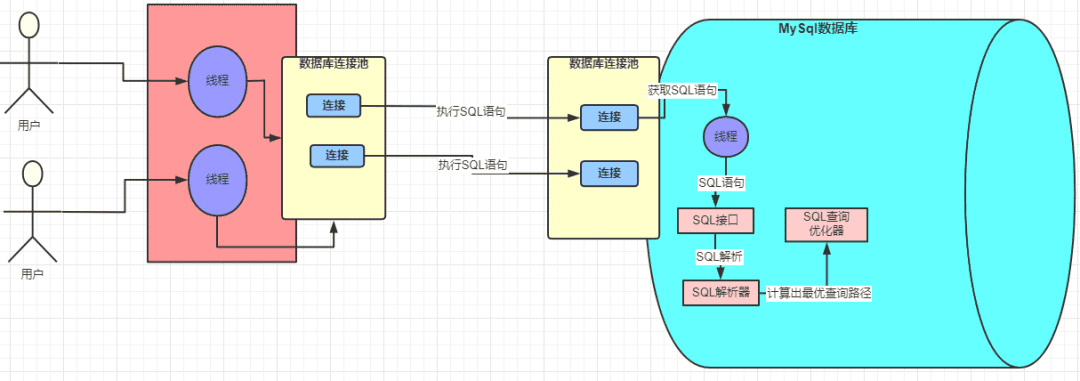 用户
用户
线程
线程
数据库连接池
连接
连接
执行SQL语句
执行SQL语句
数据库连接池
连接
连接
MySql数据库
获取SQL语句
线程
SQL语句
SQL接口
SQL解析
SQL解析器
计算出最优查询路径
SQL查询
优化器